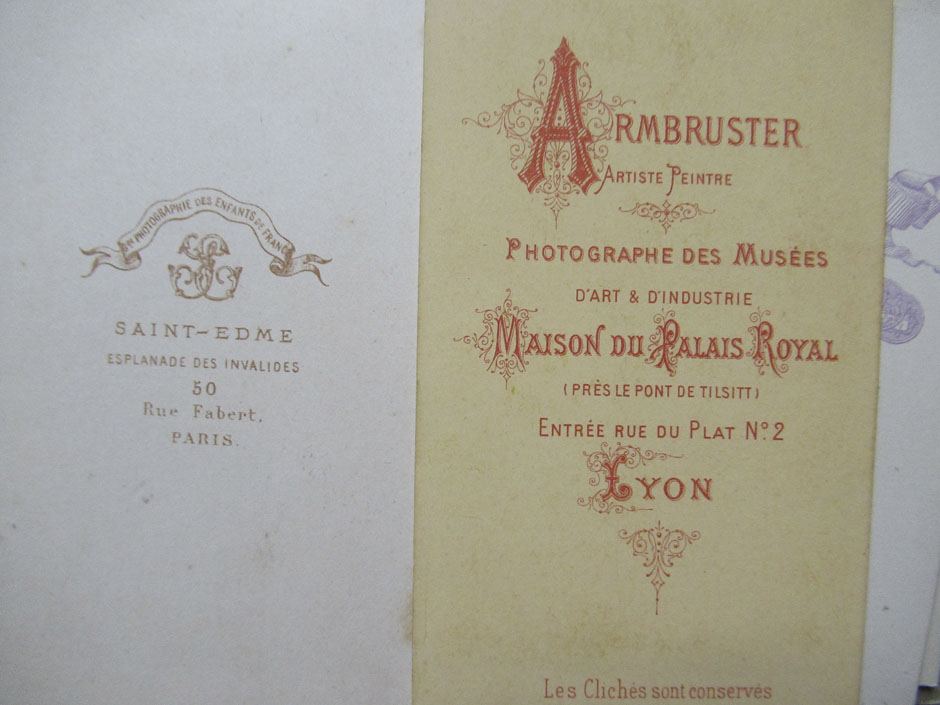 PHOTOGRAPHIE DES ENFANTS DE FRANCE
SAINT-EDME
ESPLANADE DES INVALIDES
50
Rue Fabert,
PARIS.
ARMBRUSTER
ARTISTE PEINTRE
PHOTOGRAPHE DES MUSÉES
D'ART & D'INDUSTRIE
MAISON DU PALAIS ROYAL
(PRÈS LE PONT DE TILSITT)
ENTRÉE RUE DU PLAT Nº 2
LYON
Les Clichés sont conservés